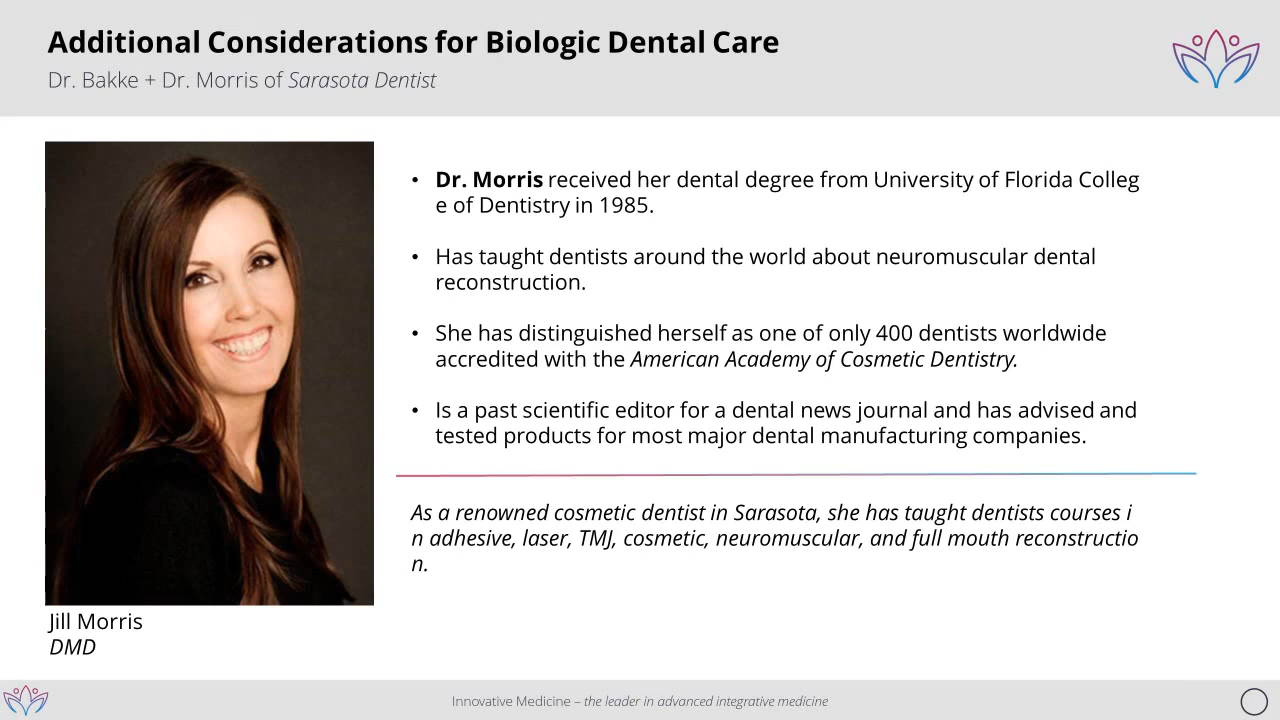 Additional Considerations for Biologic Dental Care
Dr. Bakke + Dr. Morris of Sarasota Dentist
• Dr. Morris received her dental degree from University of Florida Colleg
e of Dentistry in 1985.
• Has taught dentists around the world about neuromuscular dental
reconstruction.
• She has distinguished herself as one of only 400 dentists worldwide
accredited with the American Academy of Cosmetic Dentistry.
• Is a past scientific editor for a dental news journal and has advised and
tested products for most major dental manufacturing companies.
As a renowned cosmetic dentist in Sarasota, she has taught dentists courses i
n adhesive, laser, TMJ, cosmetic, neuromuscular, and full mouth reconstructio
n.
Jill Morris
DMD
Innovative Medicine – the leader in advanced integrative medicine